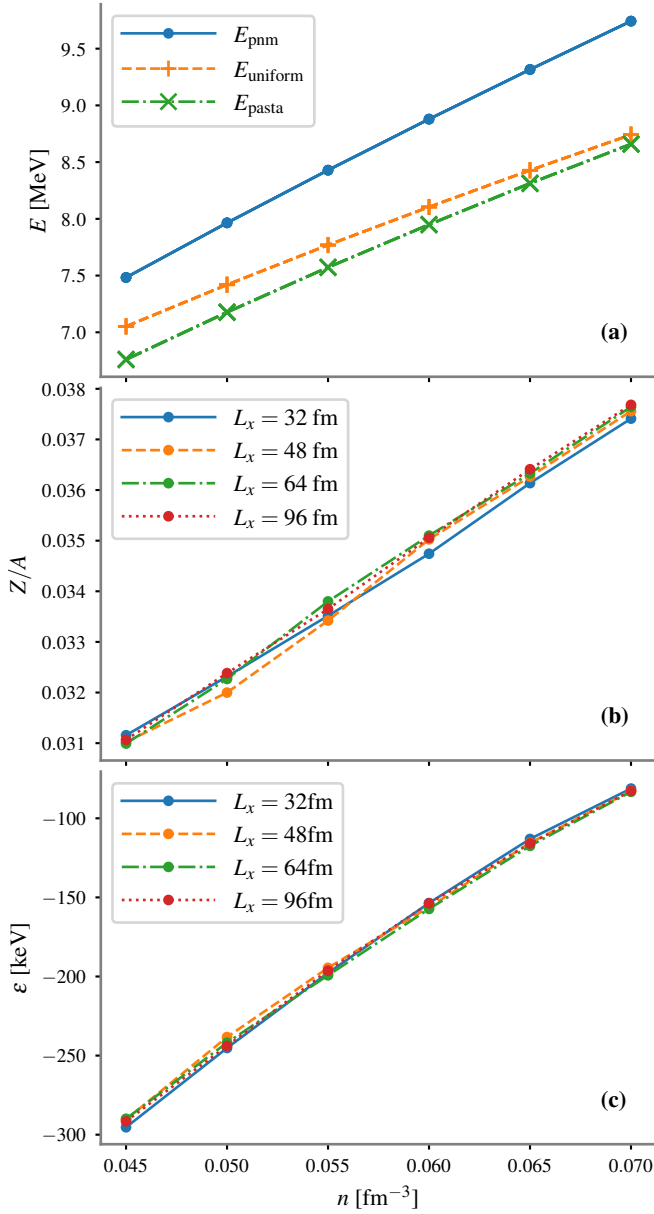 9.5
9.0
8.5
8.0
7.5
7.0
E [MeV]
E_pnm
E_uniform
E_pasta
(a)
0.038
0.037
0.036
0.035
0.034
0.033
0.032
0.031
Z/A
L_x = 32 fm
L_x = 48 fm
L_x = 64 fm
L_x = 96 fm
(b)
−100
−150
−200
−250
−300
ε [keV]
L_x = 32fm
L_x = 48fm
L_x = 64fm
L_x = 96fm
(c)
0.045 0.050 0.055 0.060 0.065 0.070
n [fm⁻³]